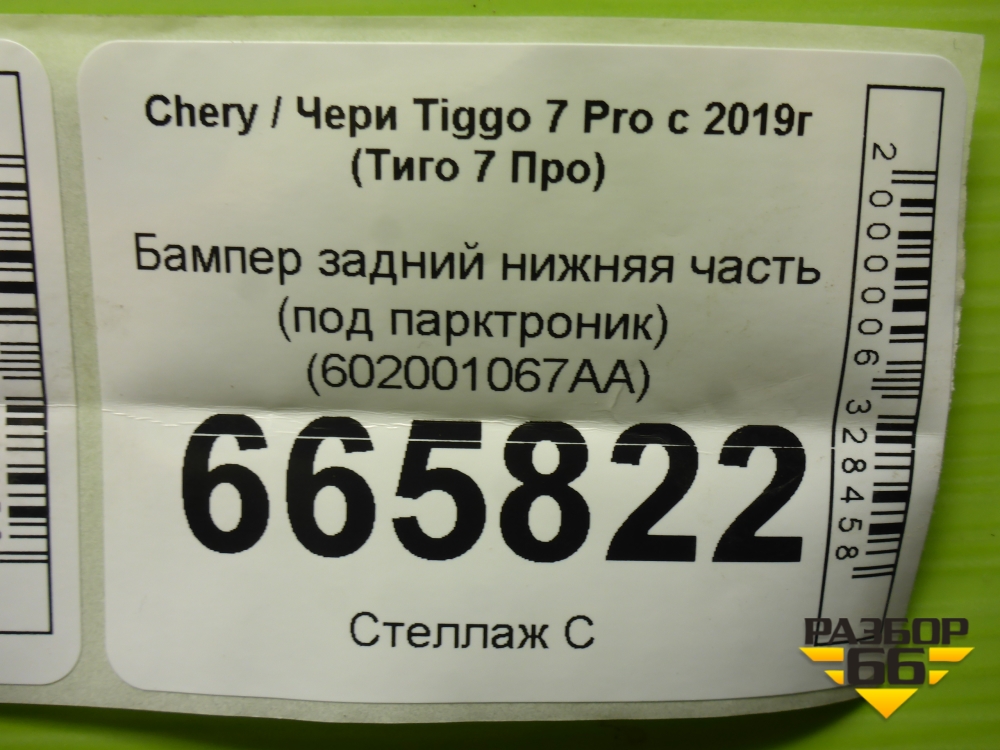 Chery / Чери Tiggo 7 Pro с 2019г
(Тиго 7 Про)
Бампер задний нижняя часть
(под парктроник)
(602001067AA)
665822
Стеллаж С
2000006328458
РАЗБОР
66